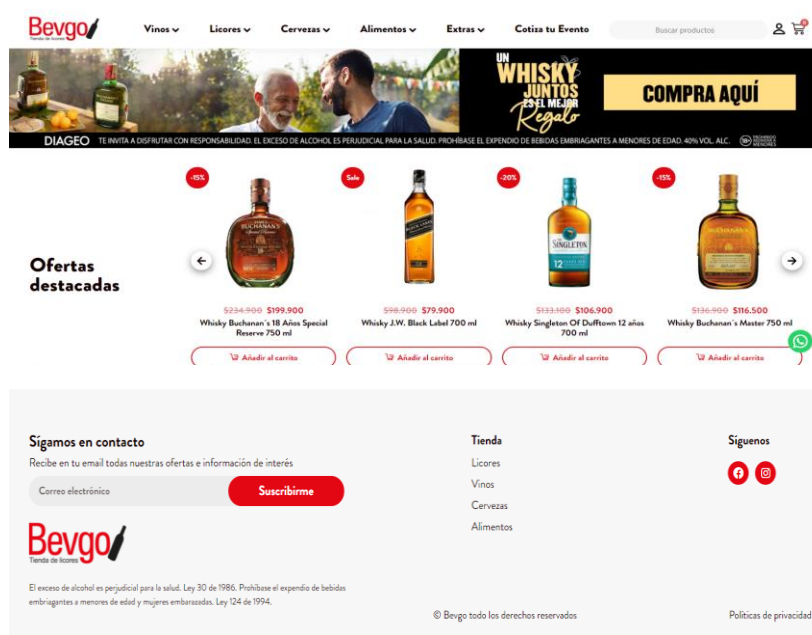 Bevgo
Tienda de licores
Vinos
Licores
Cervezas
Alimentos
Extras
Cotiza tu Evento
Buscar productos
UN
WHISKY
JUNTOS
ES EL MEJOR
Regalo
COMPRA AQUÍ
DIAGEO TE INVITA A DISFRUTAR CON RESPONSABILIDAD. EL EXCESO DE ALCOHOL ES PERJUDICIAL PARA LA SALUD. PROHÍBASE EL EXPENDIO DE BEBIDAS EMBRIAGANTES A MENORES DE EDAD. 40% VOL. ALC.
Ofertas
destacadas
-15%
BUCHANAN'S
18
$234.900 $199.900
Whisky Buchanan´s 18 Años Special
Reserve 750 ml
Añadir al carrito
Sale
BLACK LABEL
$98.900 $79.900
Whisky J.W. Black Label 700 ml
Añadir al carrito
-20%
SINGLETON
12
$133.100 $106.900
Whisky Singleton Of Dufftown 12 años
700 ml
Añadir al carrito
-15%
BUCHANAN'S
$136.900 $116.500
Whisky Buchanan´s Master 750 ml
Añadir al carrito
Sígamos en contacto
Recibe en tu email todas nuestras ofertas e información de interés
Correo electrónico
Suscribirme
Bevgo
Tienda de licores
El exceso de alcohol es perjudicial para la salud. Ley 30 de 1986. Prohíbase el expendio de bebidas
embriagantes a menores de edad y mujeres embarazadas. Ley 124 de 1994.
Tienda
Licores
Vinos
Cervezas
Alimentos
Síguenos
© Bevgo todo los derechos reservados
Políticas de privacidad